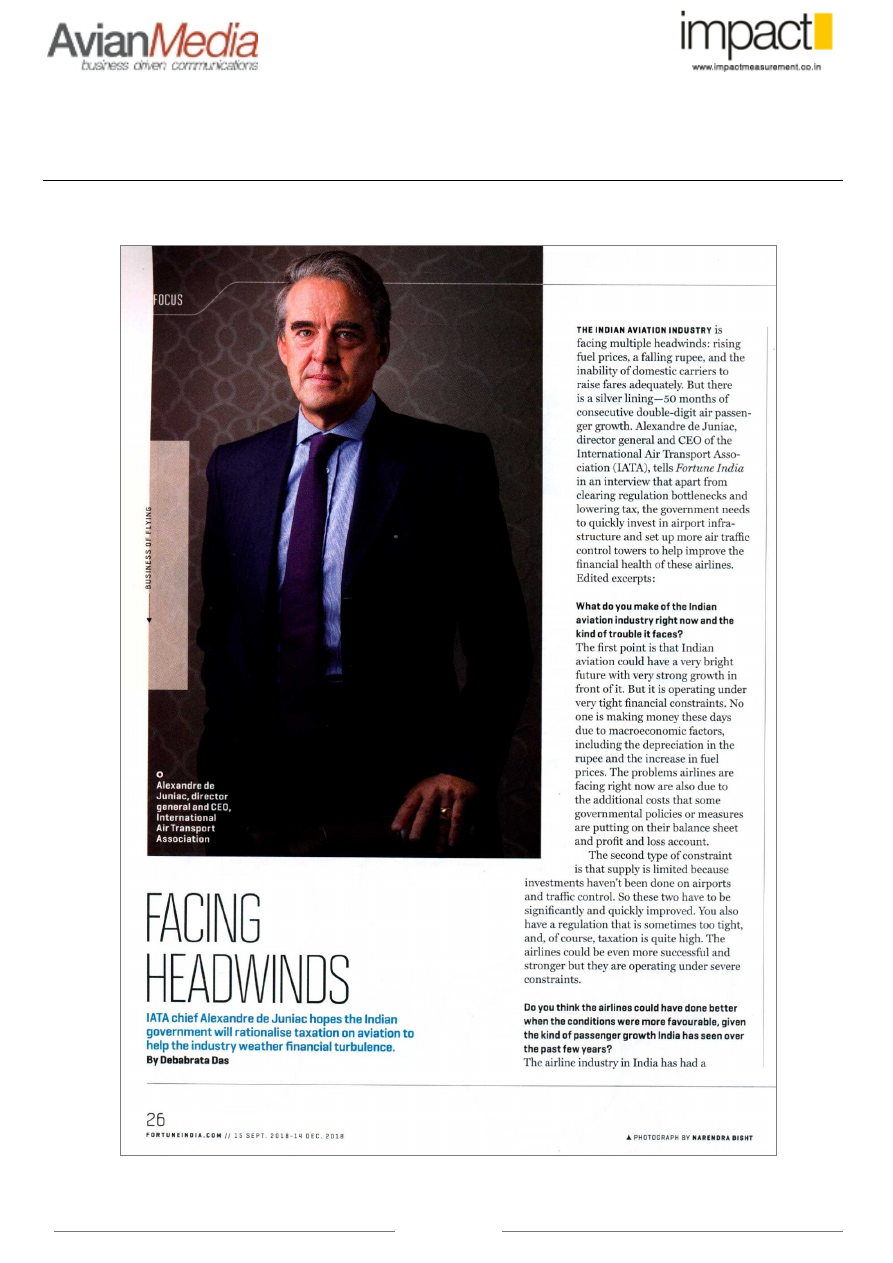 AvianMedia
business driven communications
impact
www.impactmeasurement.co.in
FOCUS
BUSINESS OF FLYING
Alexandre de
Juniac, director
general and CEO,
International
Air Transport
Association
FACING
HEADWINDS
IATA chief Alexandre de Juniac hopes the Indian
government will rationalise taxation on aviation to
help the industry weather financial turbulence.
By Debabrata Das
THE INDIAN AVIATION INDUSTRY is
facing multiple headwinds: rising
fuel prices, a falling rupee, and the
inability of domestic carriers to
raise fares adequately. But there
is a silver lining—50 months of
consecutive double-digit air passen-
ger growth. Alexandre de Juniac,
director general and CEO of the
International Air Transport Asso-
ciation (IATA), tells Fortune India
in an interview that apart from
clearing regulation bottlenecks and
lowering tax, the government needs
to quickly invest in airport infra-
structure and set up more air traffic
control towers to help improve the
financial health of these airlines.
Edited excerpts:
What do you make of the Indian
aviation industry right now and the
kind of trouble it faces?
The first point is that Indian
aviation could have a very bright
future with very strong growth in
front of it. But it is operating under
very tight financial constraints. No
one is making money these days
due to macroeconomic factors,
including the depreciation in the
rupee and the increase in fuel
prices. The problems airlines are
facing right now are also due to
the additional costs that some
governmental policies or measures
are putting on their balance sheet
and profit and loss account.
The second type of constraint
is that supply is limited because
investments haven't been done on airports
and traffic control. So these two have to be
significantly and quickly improved. You also
have a regulation that is sometimes too tight,
and, of course, taxation is quite high. The
airlines could be even more successful and
stronger but they are operating under severe
constraints.
Do you think the airlines could have done better
when the conditions were more favourable, given
the kind of passenger growth India has seen over
the past few years?
The airline industry in India has had a
26
FORTUNEINDIA.COM // 15 SEPT. 2018-14 DEC. 2018
▲ PHOTOGRAPH BY NARENDRA BISHT